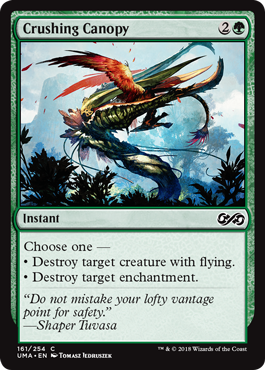 Crushing Canopy 2
Instant
Choose one —
• Destroy target creature with flying.
• Destroy target enchantment.
“Do not mistake your lofty vantage
point for safety.”
—Shaper Tuvasa
161/254 C
UMA • EN Tomasz Jedruszek
™ & © 2018 Wizards of the Coast